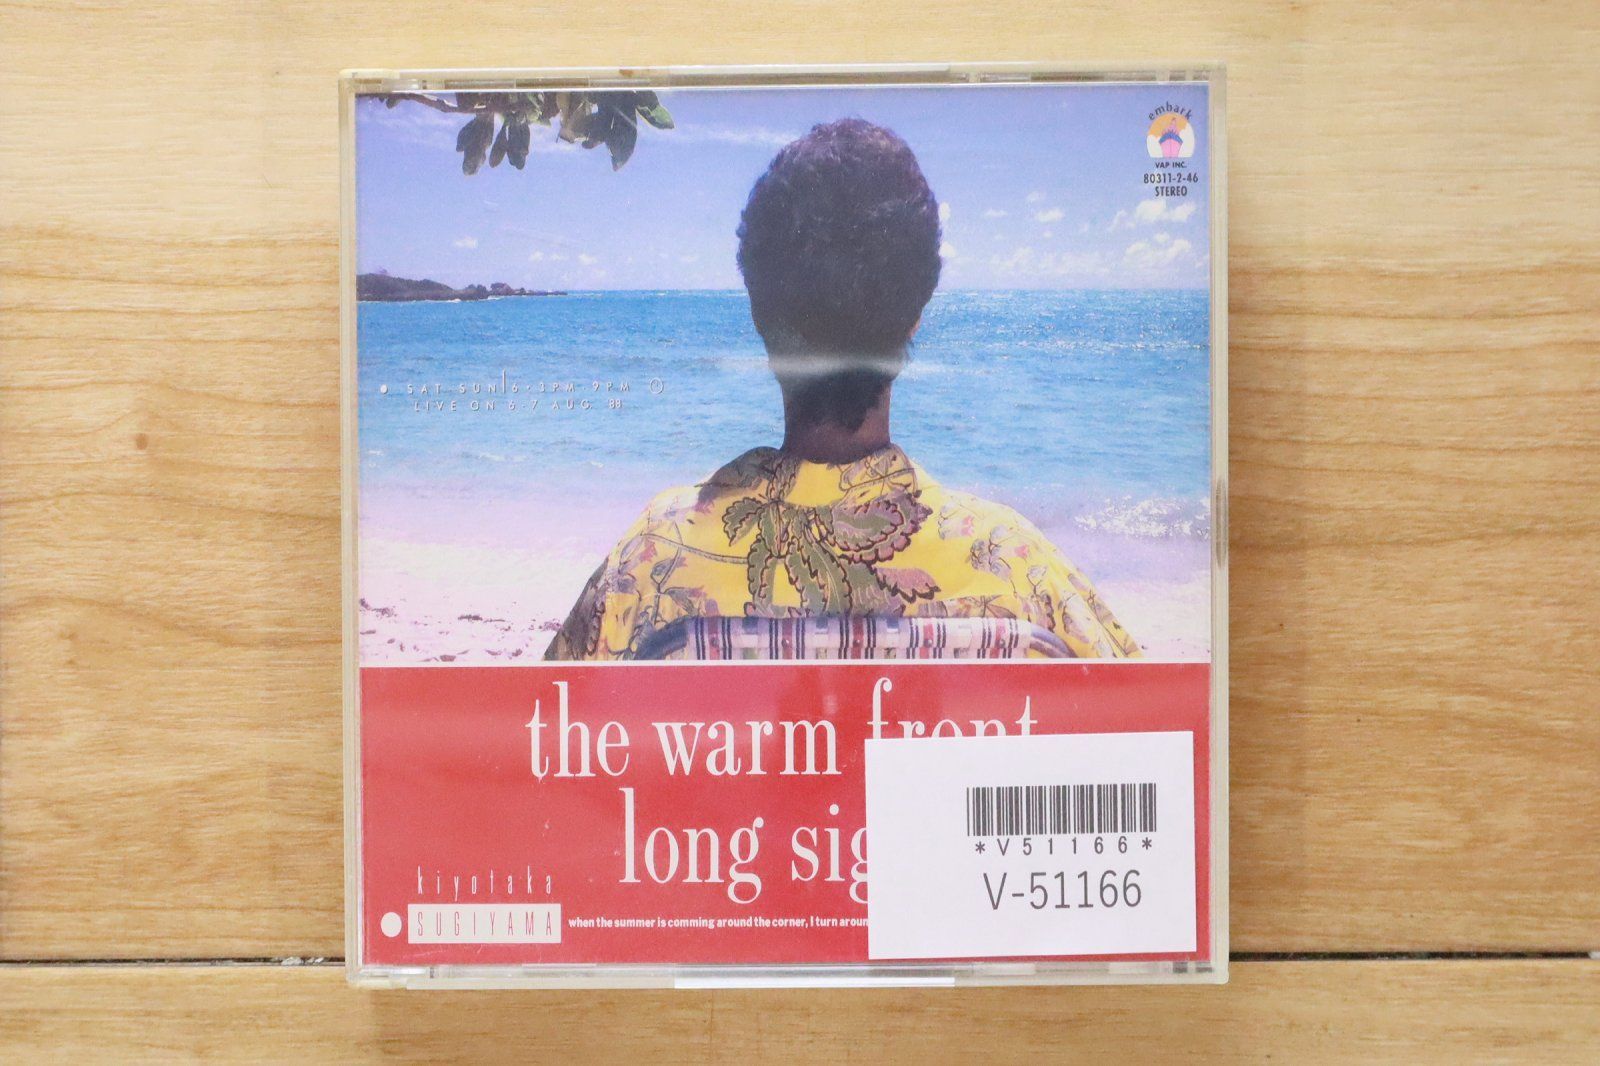 embark
VAP INC.
80311-2-46
STEREO
SAT SUN 6·3PM 9PM
LIVE ON 6-7 AUG. '88
the warm front
long sig
kiyotaka
SUGIYAMA
when the summer is comming around the corner, I turn aroun
*V51166*
V-51166